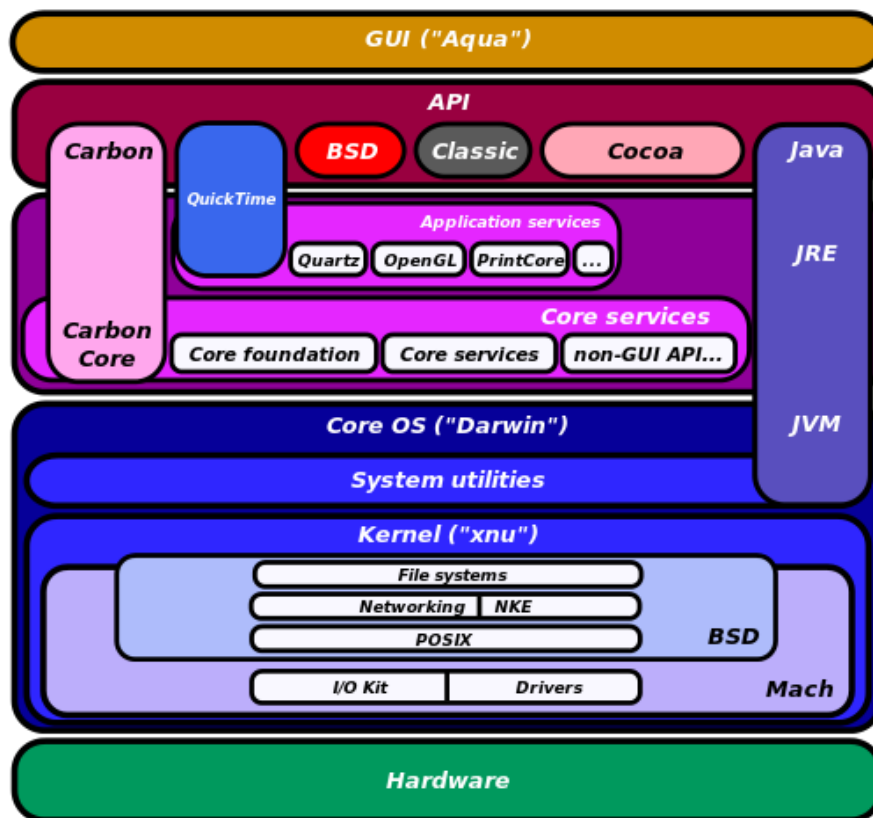 GUI ("Aqua")
API
Carbon
QuickTime
BSD
Classic
Cocoa
Java
Application services
Quartz
OpenGL
PrintCore
...
JRE
Carbon
Core
Core services
Core foundation
Core services
non-GUI API...
Core OS ("Darwin")
JVM
System utilities
Kernel ("xnu")
File systems
Networking
NKE
POSIX
BSD
I/O Kit
Drivers
Mach
Hardware